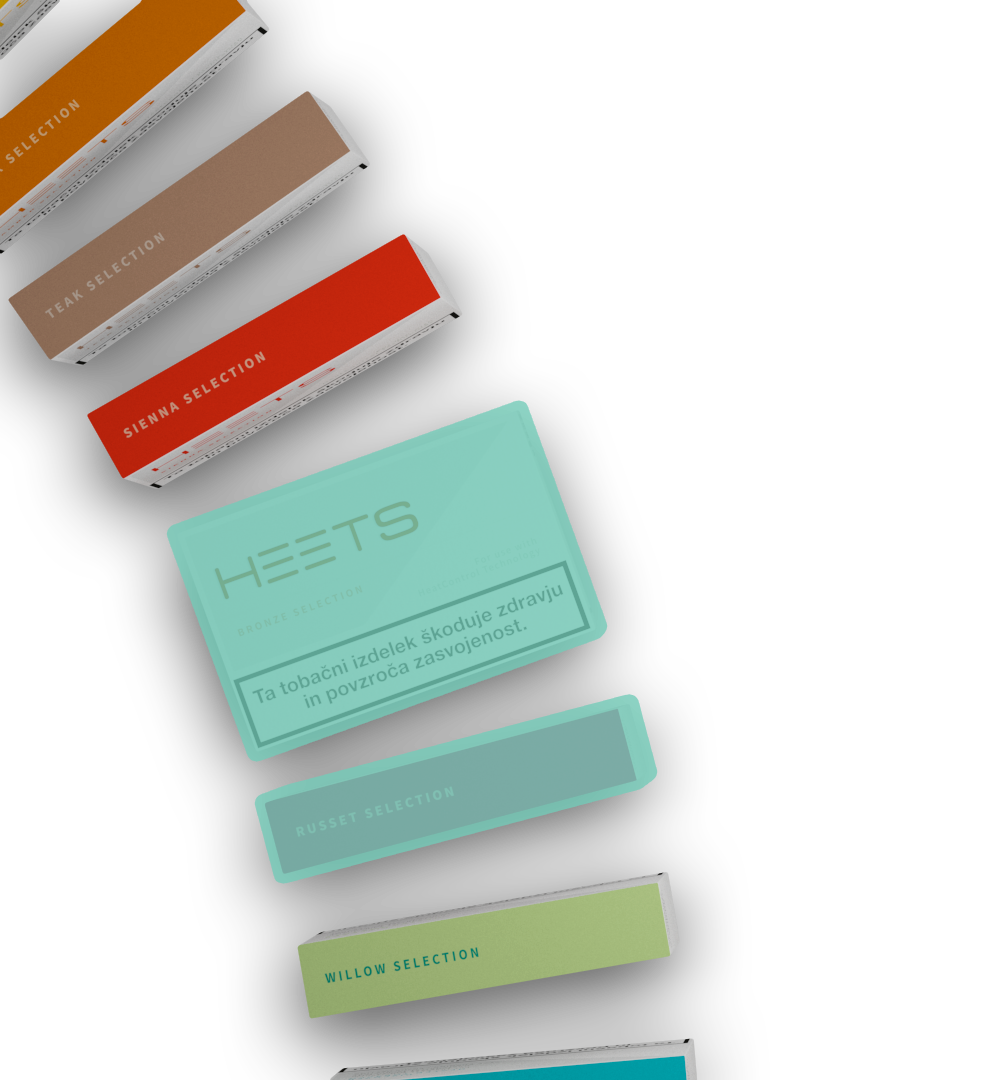 SELECTION
TEAK SELECTION
SIENNA SELECTION
HEETS
BRONZE SELECTION
Ta tobačni izdelek škoduje zdravju
in povzroča zasvojenost.
RUSSET SELECTION
WILLOW SELECTION